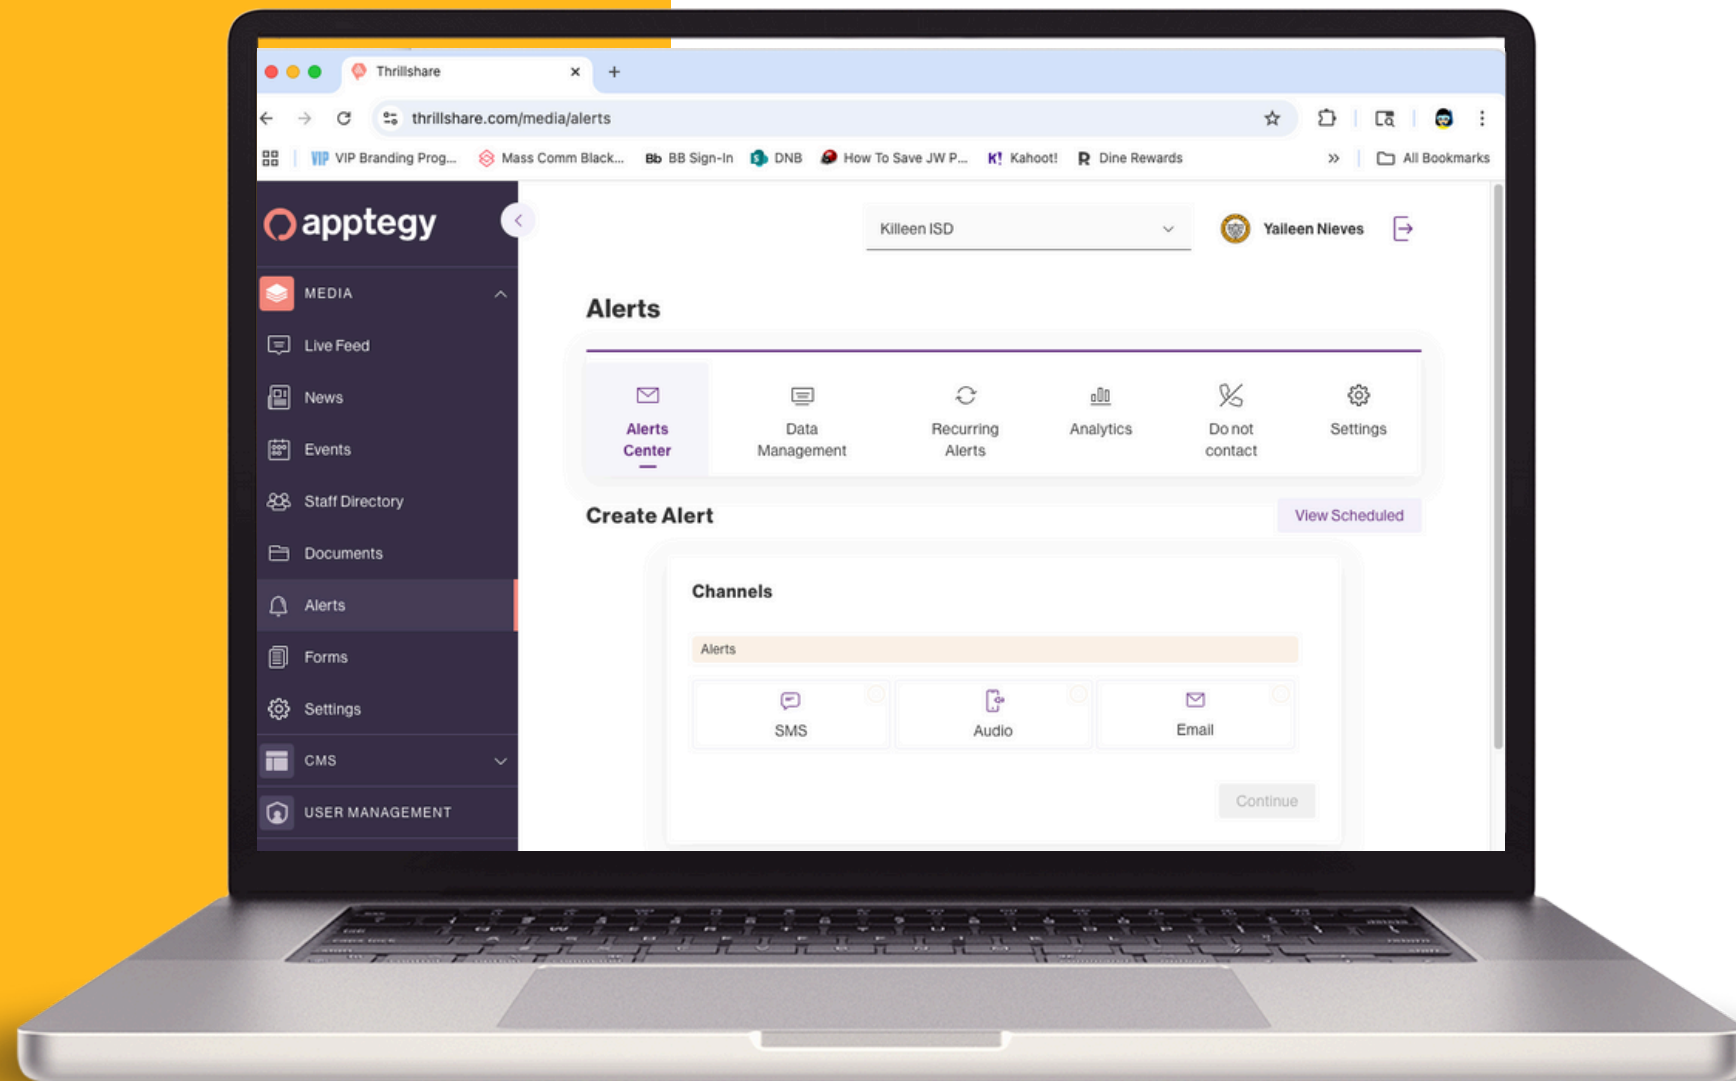 Thrillshare
thrillshare.com/media/alerts
VIP VIP Branding Prog... Mass Comm Black... Bb BB Sign-In DNB How To Save JW P... K! Kahoot! R Dine Rewards » All Bookmarks
apptegy
Killeen ISD
Yaileen Nieves
MEDIA
Live Feed
News
Events
Staff Directory
Documents
Alerts
Forms
Settings
CMS
USER MANAGEMENT
Alerts
Alerts
Center
Data
Management
Recurring
Alerts
Analytics
Do not
contact
Settings
Create Alert
View Scheduled
Channels
Alerts
SMS
Audio
Email
Continue